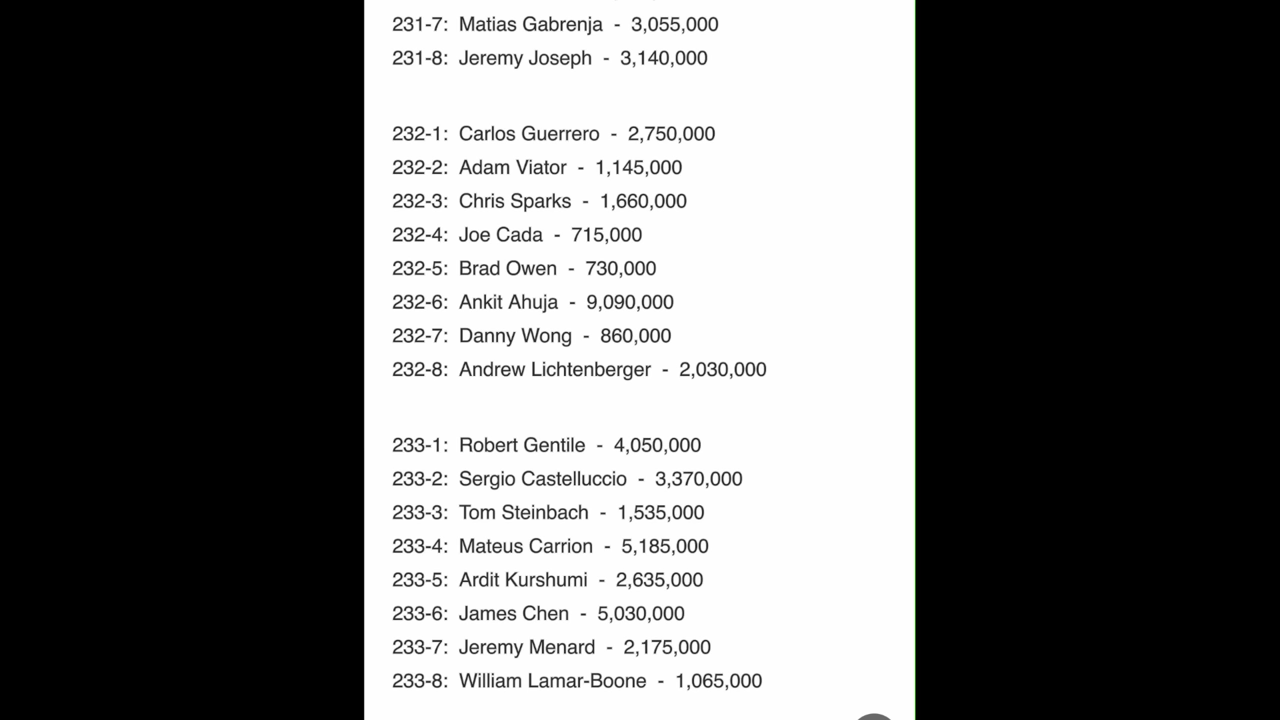 231-7: Matias Gabrenja - 3,055,000
231-8: Jeremy Joseph - 3,140,000
232-1: Carlos Guerrero - 2,750,000
232-2: Adam Viator - 1,145,000
232-3: Chris Sparks - 1,660,000
232-4: Joe Cada - 715,000
232-5: Brad Owen - 730,000
232-6: Ankit Ahuja - 9,090,000
232-7: Danny Wong - 860,000
232-8: Andrew Lichtenberger - 2,030,000
233-1: Robert Gentile - 4,050,000
233-2: Sergio Castelluccio - 3,370,000
233-3: Tom Steinbach - 1,535,000
233-4: Mateus Carrion - 5,185,000
233-5: Ardit Kurshumi - 2,635,000
233-6: James Chen - 5,030,000
233-7: Jeremy Menard - 2,175,000
233-8: William Lamar-Boone - 1,065,000